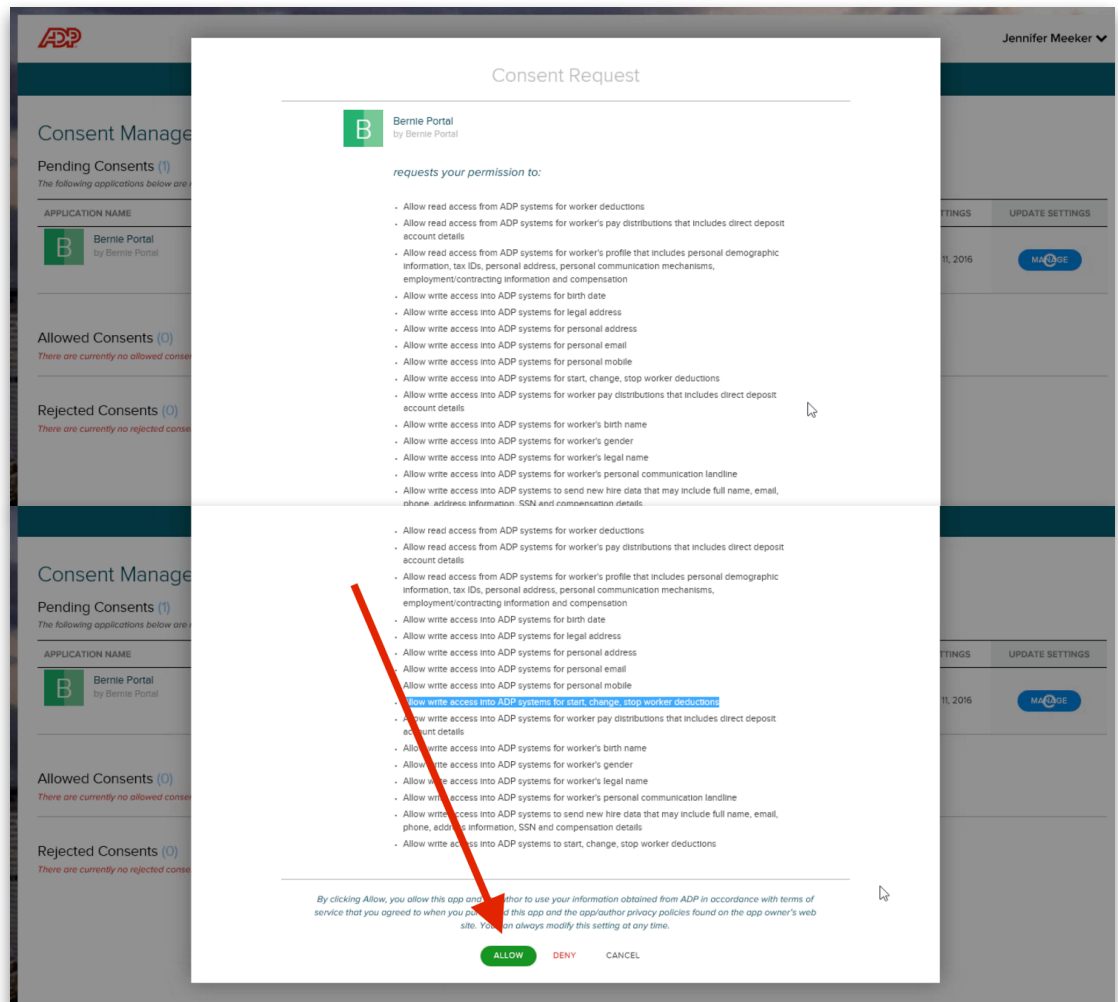 ADP
Jennifer Meeker
Consent Request
B
Bernie Portal
by Bernie Portal
requests your permission to:
Consent Manage
Pending Consents (1)
The following applications below are
APPLICATION NAME
TTINGS
UPDATE SETTINGS
B
Bernie Portal
by Bernie Portal
11, 2016
MANAGE
Allowed Consents (0)
There are currently no allowed conse
Rejected Consents (0)
There are currently no rejected conse
• Allow read access from ADP systems for worker deductions
• Allow read access from ADP systems for worker's pay distributions that includes direct deposit
account details
• Allow read access from ADP systems for worker's profile that includes personal demographic
information, tax IDs, personal address, personal communication mechanisms,
employment/contracting information and compensation
• Allow write access into ADP systems for birth date
• Allow write access into ADP systems for legal address
• Allow write access into ADP systems for personal address
• Allow write access into ADP systems for personal email
• Allow write access into ADP systems for personal mobile
• Allow write access into ADP systems for start, change, stop worker deductions
• Allow write access into ADP systems for worker pay distributions that includes direct deposit
account details
• Allow write access into ADP systems for worker's birth name
• Allow write access into ADP systems for worker's gender
• Allow write access into ADP systems for worker's legal name
• Allow write access into ADP systems for worker's personal communication landline
• Allow write access into ADP systems to send new hire data that may include full name, email,
phone, address information, SSN and compensation details
Consent Manage
Pending Consents (1)
The following applications below are
APPLICATION NAME
TTINGS
UPDATE SETTINGS
B
Bernie Portal
by Bernie Portal
11, 2016
MANAGE
Allowed Consents (0)
There are currently no allowed conse
Rejected Consents (0)
There are currently no rejected conse
• Allow read access from ADP systems for worker deductions
• Allow read access from ADP systems for worker's pay distributions that includes direct deposit
account details
• Allow read access from ADP systems for worker's profile that includes personal demographic
information, tax IDs, personal address, personal communication mechanisms,
employment/contracting information and compensation
• Allow write access into ADP systems for birth date
• Allow write access into ADP systems for legal address
• Allow write access into ADP systems for personal address
• Allow write access into ADP systems for personal email
Allow write access into ADP systems for personal mobile
• Allow write access into ADP systems for start, change, stop worker deductions
• Allow write access into ADP systems for worker pay distributions that includes direct deposit
account details
• Allow write access into ADP systems for worker's birth name
• Allow write access into ADP systems for worker's gender
• Allow write access into ADP systems for worker's legal name
• Allow write access into ADP systems for worker's personal communication landline
• Allow write access into ADP systems to send new hire data that may include full name, email,
phone, address information, SSN and compensation details
• Allow write access into ADP systems to start, change, stop worker deductions
By clicking Allow, you allow this app and author to use your information obtained from ADP in accordance with terms of
service that you agreed to when you purchased this app and the app/author privacy policies found on the app owner's web
site. You can always modify this setting at any time.
ALLOW
DENY
CANCEL